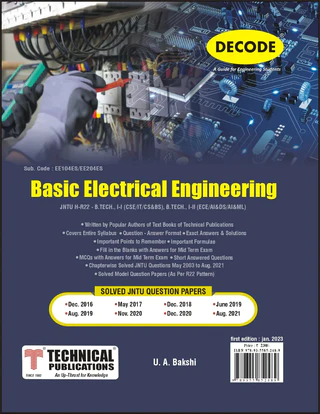 DECODE
A Guide for Engineering Students
Sub. Code : EE104ES/EE204ES
Basic Electrical Engineering
JNTU H-R22 - B.TECH., I-I (CSE/IT/CS&BS), B.TECH., I-II (ECE/AI&DS/AI&ML)
• Written by Popular Authors of Text Books of Technical Publications
• Covers Entire Syllabus • Question - Answer Format • Exact Answers & Solutions
• Important Points to Remember • Important Formulae
• Fill in the Blanks with Answers for Mid Term Exam
• MCQs with Answers for Mid Term Exam • Short Answered Questions
• Chapterwise Solved JNTU Questions May 2003 to Aug. 2021
• Solved Model Question Papers (As Per R22 Pattern)
SOLVED JNTU QUESTION PAPERS
• Dec. 2016 • May 2017 • Dec. 2018 • June 2019
• Aug. 2019 • Nov. 2020 • Dec. 2020 • Aug. 2021
first edition : jan. 2023
TECHNICAL
PUBLICATIONS
SINCE 1993 An Up-Thrust for Knowledge
U. A. Bakshi